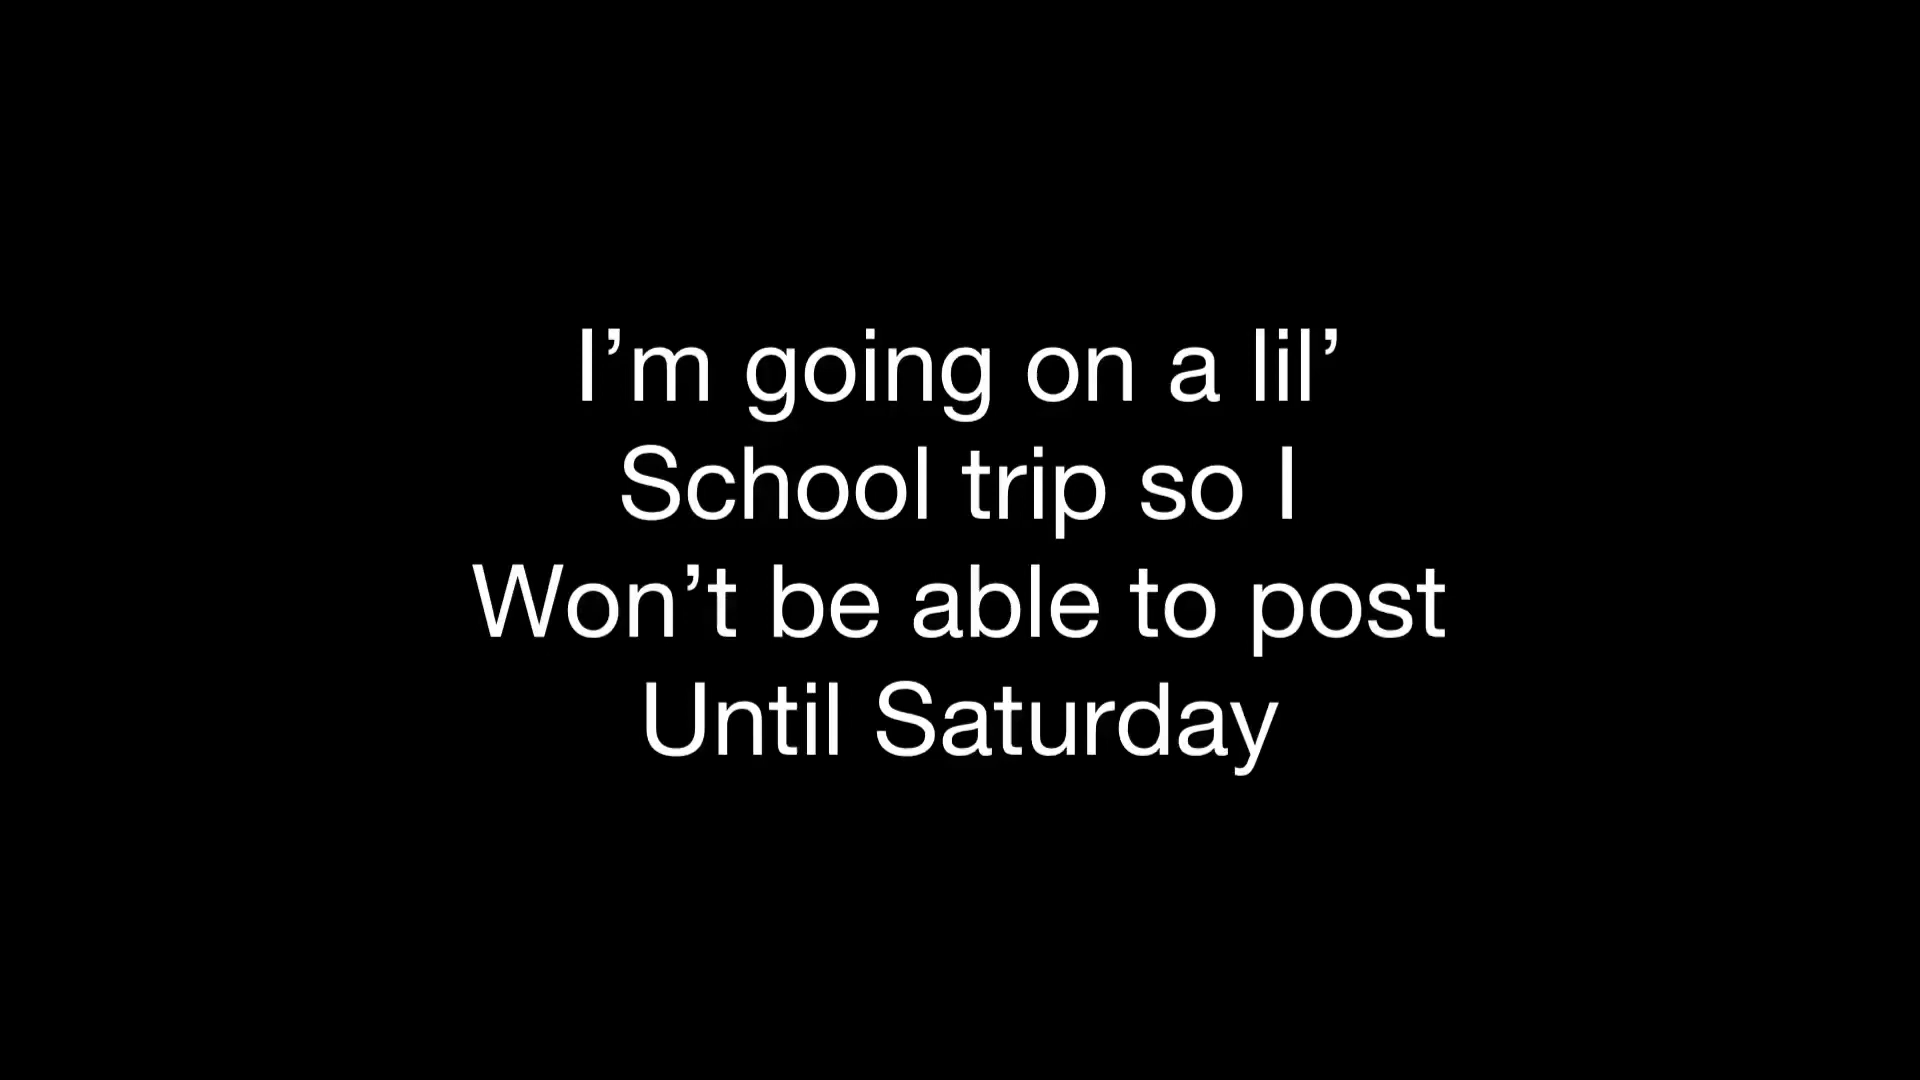 I’m going on a lil’
School trip so I
Won’t be able to post
Until Saturday